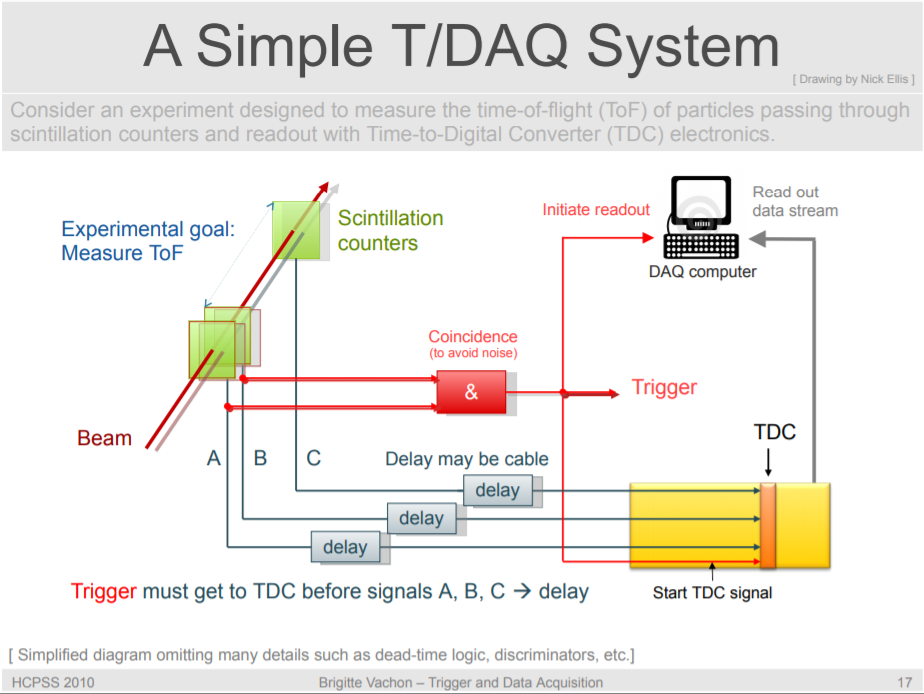 A Simple T/DAQ System
[ Drawing by Nick Ellis ]
Consider an experiment designed to measure the time-of-flight (ToF) of particles passing through
scintillation counters and readout with Time-to-Digital Converter (TDC) electronics.
Experimental goal:
Measure ToF
Scintillation
counters
Initiate readout
Read out
data stream
DAQ computer
Coincidence
(to avoid noise)
&
Trigger
Beam
A
B
C
Delay may be cable
TDC
delay
delay
delay
Start TDC signal
Trigger must get to TDC before signals A, B, C → delay
[ Simplified diagram omitting many details such as dead-time logic, discriminators, etc.]
HCPSS 2010
Brigitte Vachon – Trigger and Data Acquisition
17